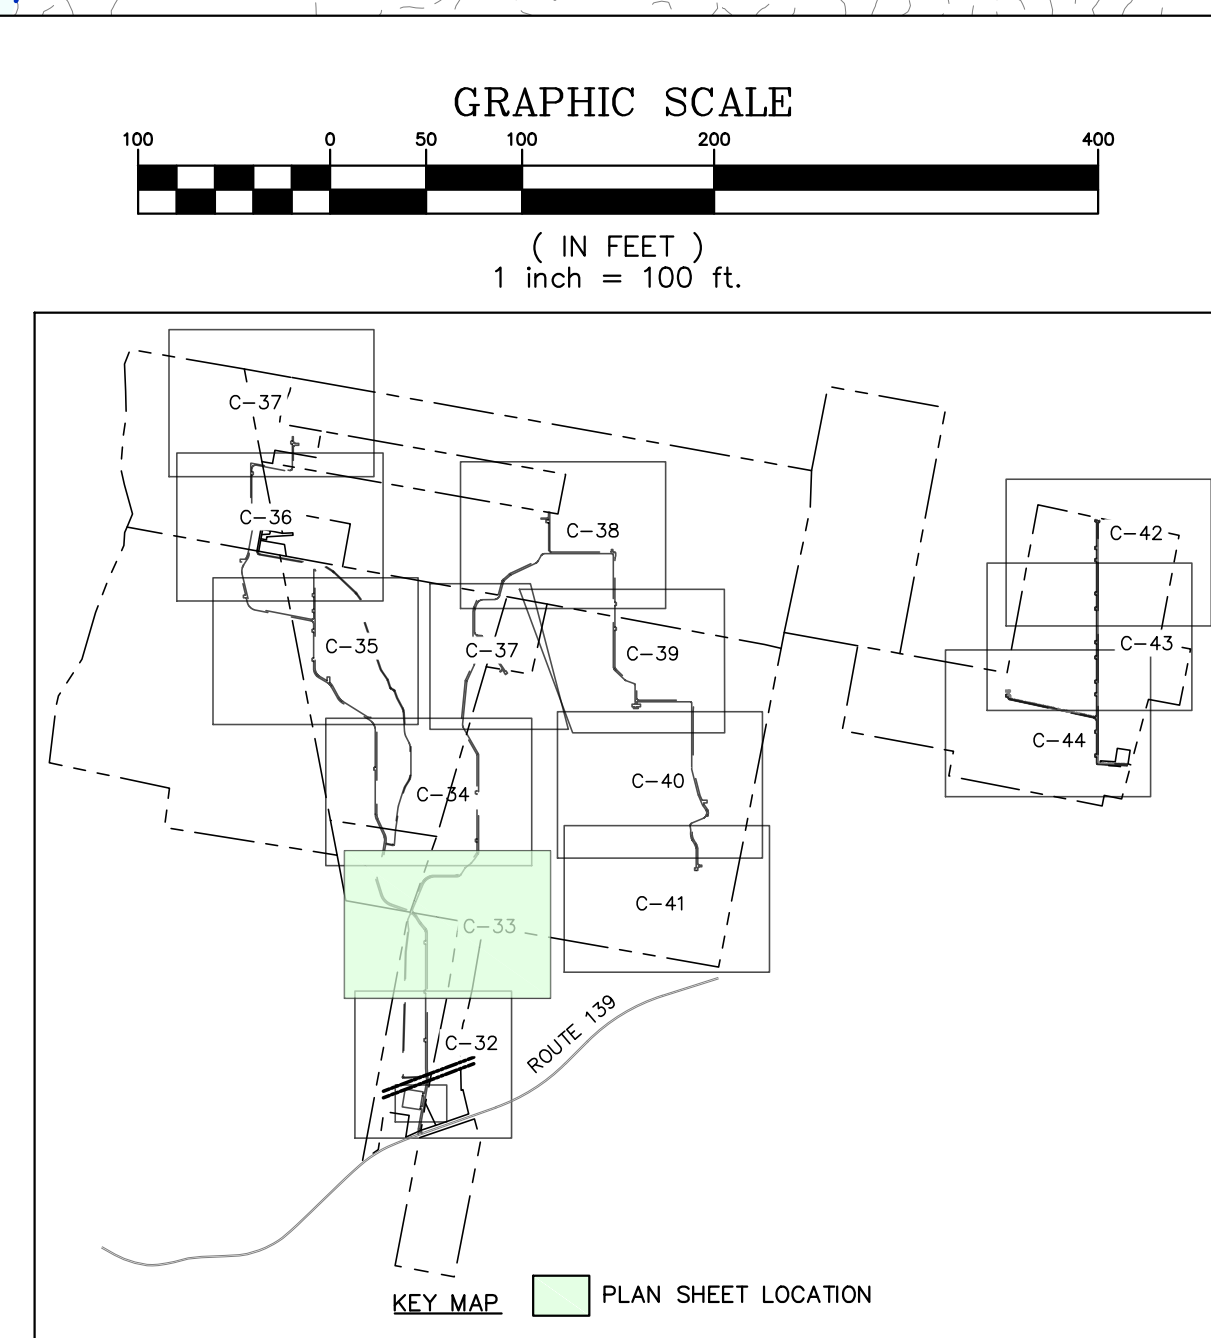 GRAPHIC SCALE
100 0 50 100 200 400
( IN FEET )
1 inch = 100 ft.
C-37
C-36
C-38
C-42
C-35
C-37
C-39
C-43
C-44
C-34
C-40
C-41
C-33
C-32
ROUTE 139
KEY MAP
PLAN SHEET LOCATION